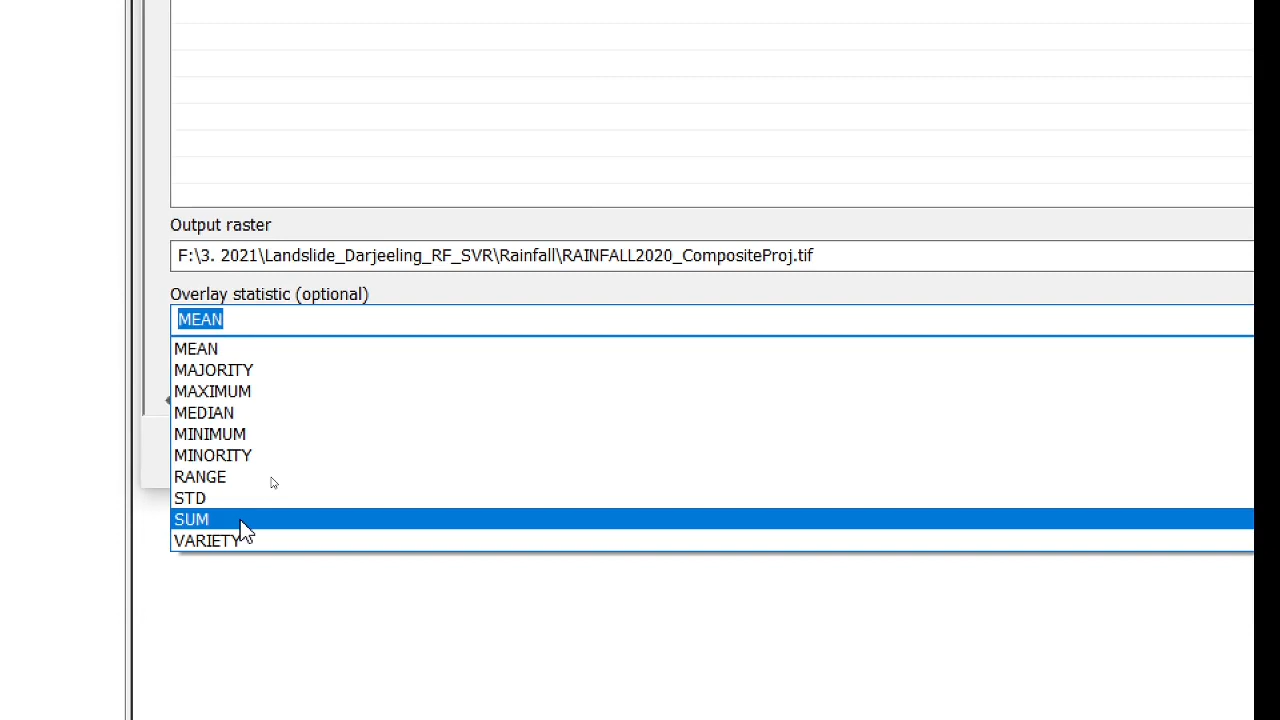 Output raster
F:\3. 2021\Landslide_Darjeeling_RF_SVR\Rainfall\RAINFALL2020_CompositeProj.tif
Overlay statistic (optional)
MEAN
MEAN
MAJORITY
MAXIMUM
MEDIAN
MINIMUM
MINORITY
RANGE
STD
SUM
VARIETY